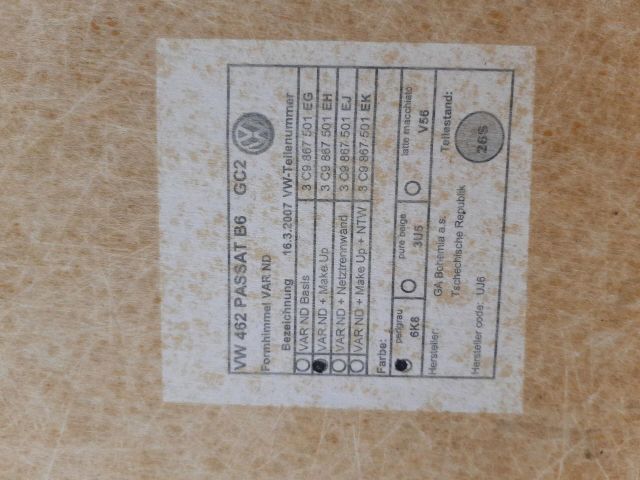 VW 462 PASSAT B6 GC2
Formhimmel VAR ND
Bezeichnung 16.3.2007 VW-Teilenummer
VAR ND Basis 3 C9 867 501 EG
VAR ND + Make Up 3 C9 867 501 EH
VAR ND + Netztrennwand 3 C9 867 501 EJ
VAR ND + Make Up + NTW 3 C9 867 501 EK
Farbe:
perlgrau pure beige latte macchiato
6K8 3U5 V56
Hersteller: GA Bohemia a.s. Teilestand:
Tschechische Republik 26S
Hersteller code: UJ6